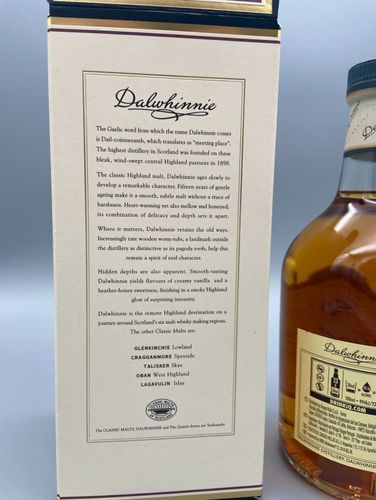 Dalwhinnie
The Gaelic word from which the name Dalwhinnie comes
is Dail-coinneeamh, which translates as "meeting place".
The highest distillery in Scotland was founded on these
bleak, wind-swept central Highland pastures in 1898.
The classic Highland malt, Dalwhinnie ages slowly to
develop a remarkable character. Fifteen years of gentle
ageing make it a smooth, subtle malt without a trace of
harshness. Heart-warming yet also mellow and honeyed,
its combination of delicacy and depth sets it apart.
Where it matters, Dalwhinnie retains the old ways.
Increasingly rare wooden worm-tubs, a landmark outside
the distillery as distinctive as its pagoda roofs, help this
remain a spirit of real character.
Hidden depths are also apparent. Smooth-tasting
Dalwhinnie yields flavours of creamy vanilla and a
heather-honey sweetness, finishing in a smoky Highland
glow of surprising intensity.
Dalwhinnie is the remote Highland destination on a
journey around Scotland's six malt whisky making regions.
The other Classic Malts are:
GLENKINCHIE Lowland
CRAGGANMORE Speyside
TALISKER Skye
OBAN West Highland
LAGAVULIN Islay
The CLASSIC MALTS, DALWHINNIE and The Quaich device are Trademarks
Dalwhinnie
DRINKIQ.COM